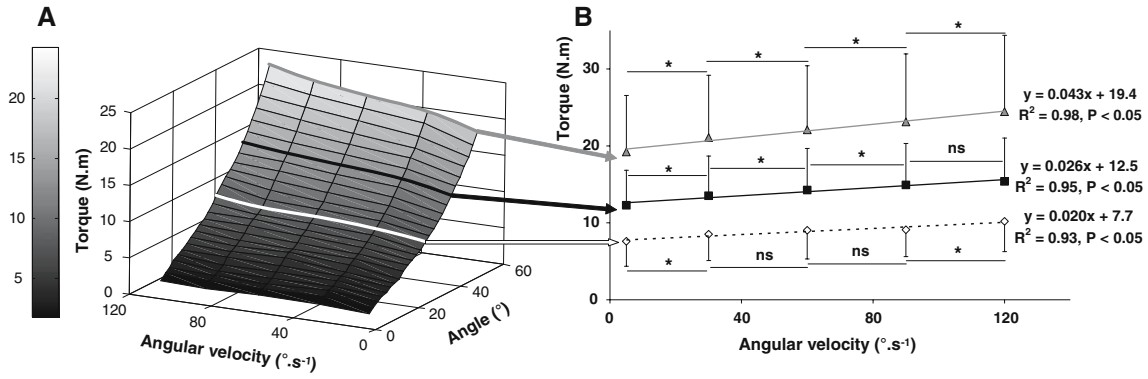 A
20
15
10
5
Torque (N.m)
25
20
15
10
5
0
120
80
40
0
Angular velocity (°.s⁻¹)
0
20
40
60
Angle (°)
B
Torque (N.m)
30
20
10
0
0
40
80
120
Angular velocity (°.s⁻¹)
* * * *
y = 0.043x + 19.4
R² = 0.98, P < 0.05
* * * ns
y = 0.026x + 12.5
R² = 0.95, P < 0.05
y = 0.020x + 7.7
R² = 0.93, P < 0.05
* ns ns *